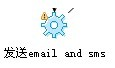 发送email and sms